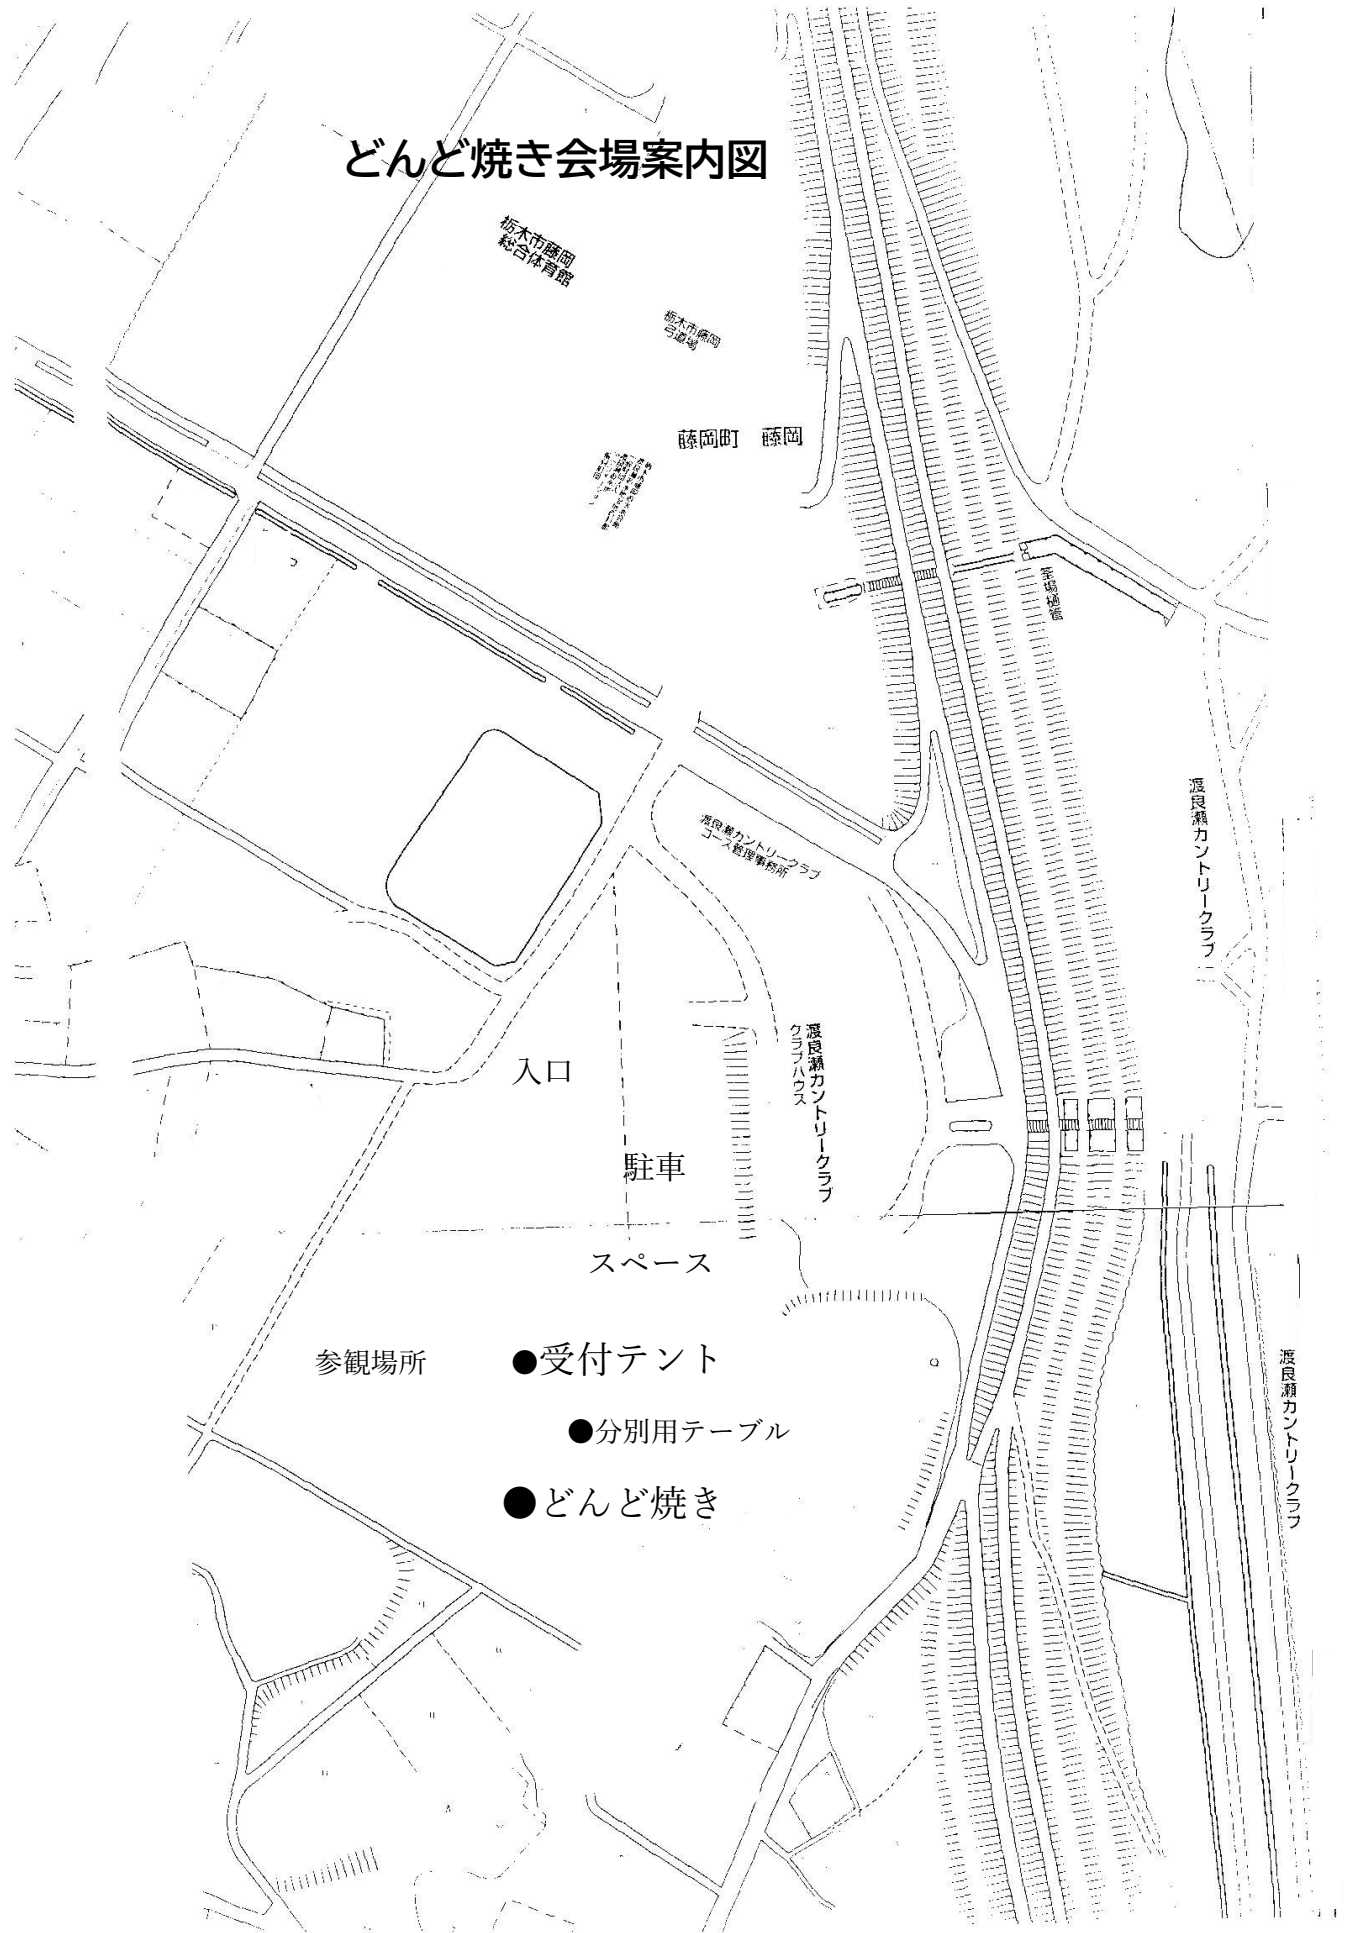 どんど焼き会場案内図
栃木市藤岡
総合体育館
栃木市藤岡
弓道場
藤岡町 藤岡
荃場樋管
渡良瀬カントリークラブ
コース管理事務所
渡良瀬カントリークラブ
渡良瀬カントリークラブ
クラブハウス
入口
駐車
スペース
参観場所
●受付テント
●分別用テーブル
●どんど焼き
渡良瀬カントリークラブ